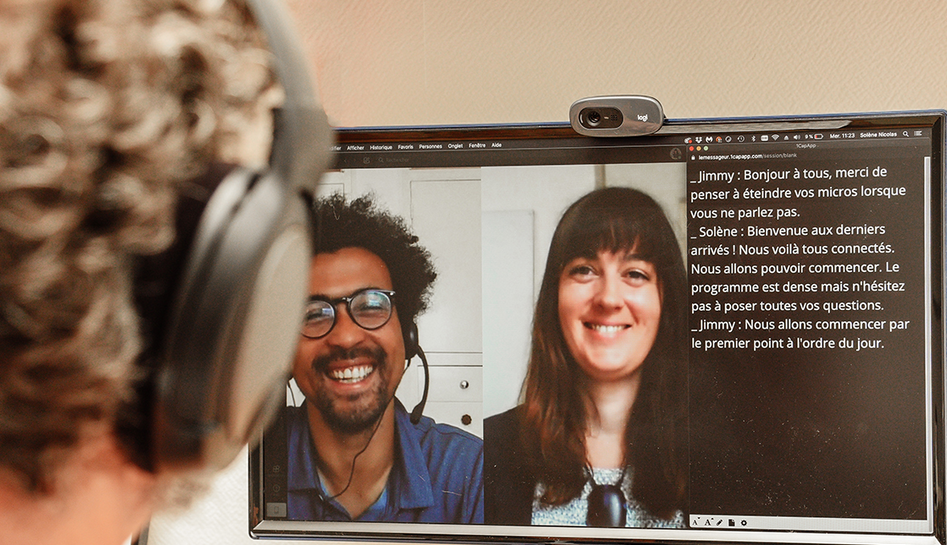 logi
Afficher Historique Favoris Personnes Onglet Fenêtre Aide
Mer. 11:23 Solène Nicolas
1CapApp
lemessageur.1capapp.com/session/blank
_ Jimmy : Bonjour à tous, merci de
penser à éteindre vos micros lorsque
vous ne parlez pas.
_ Solène : Bienvenue aux derniers
arrivés ! Nous voilà tous connectés.
Nous allons pouvoir commencer. Le
programme est dense mais n'hésitez
pas à poser toutes vos questions.
_ Jimmy : Nous allons commencer par
le premier point à l'ordre du jour.
A A